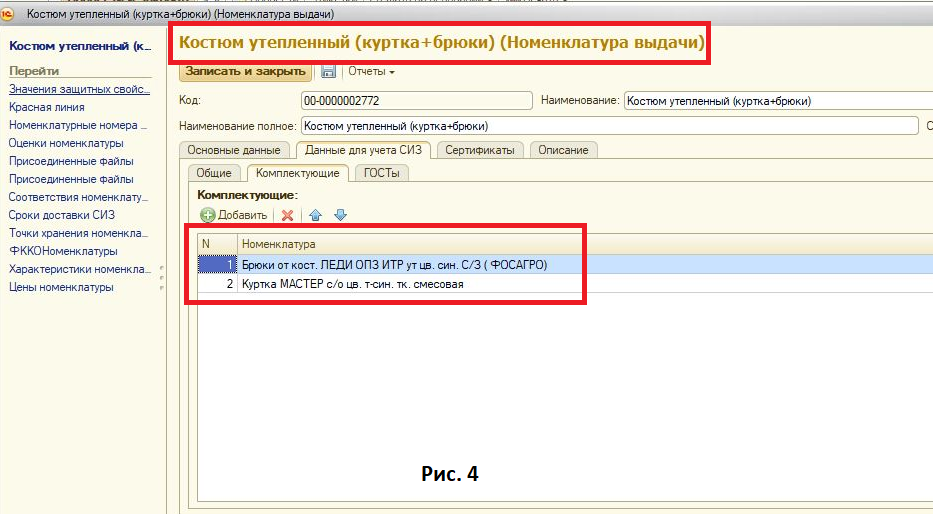 Костюм утепленный (куртка+брюки) (Номенклатура выдачи)
Костюм утепленный (к...
Костюм утепленный (куртка+брюки) (Номенклатура выдачи)
Перейти
Значения защитных свойс...
Красная линия
Номенклатурные номера ...
Оценки номенклатуры
Присоединенные файлы
Присоединенные файлы
Соответствия номенклату...
Сроки доставки СИЗ
Точки хранения номенкла...
ФККОНоменклатуры
Характеристики номенкла...
Цены номенклатуры
Записать и закрыть
Отчеты
Код: 00-0000002772 Наименование: Костюм утепленный (куртка+брюки)
Наименование полное: Костюм утепленный (куртка+брюки)
Основные данные Данные для учета СИЗ Сертификаты Описание
Общие Комплектующие ГОСТы
Комплектующие:
Добавить
N Номенклатура
1 Брюки от кост. ЛЕДИ ОПЗ ИТР ут цв. син. С/З ( ФОСАГРО)
2 Куртка МАСТЕР с/о цв. т-син. тк. смесовая
Рис. 4